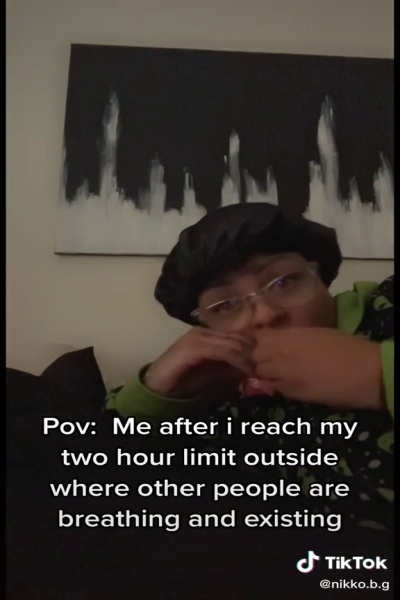 Pov:  Me after i reach my
two hour limit outside
where other people are
breathing and existing
TikTok
@nikko.b.g